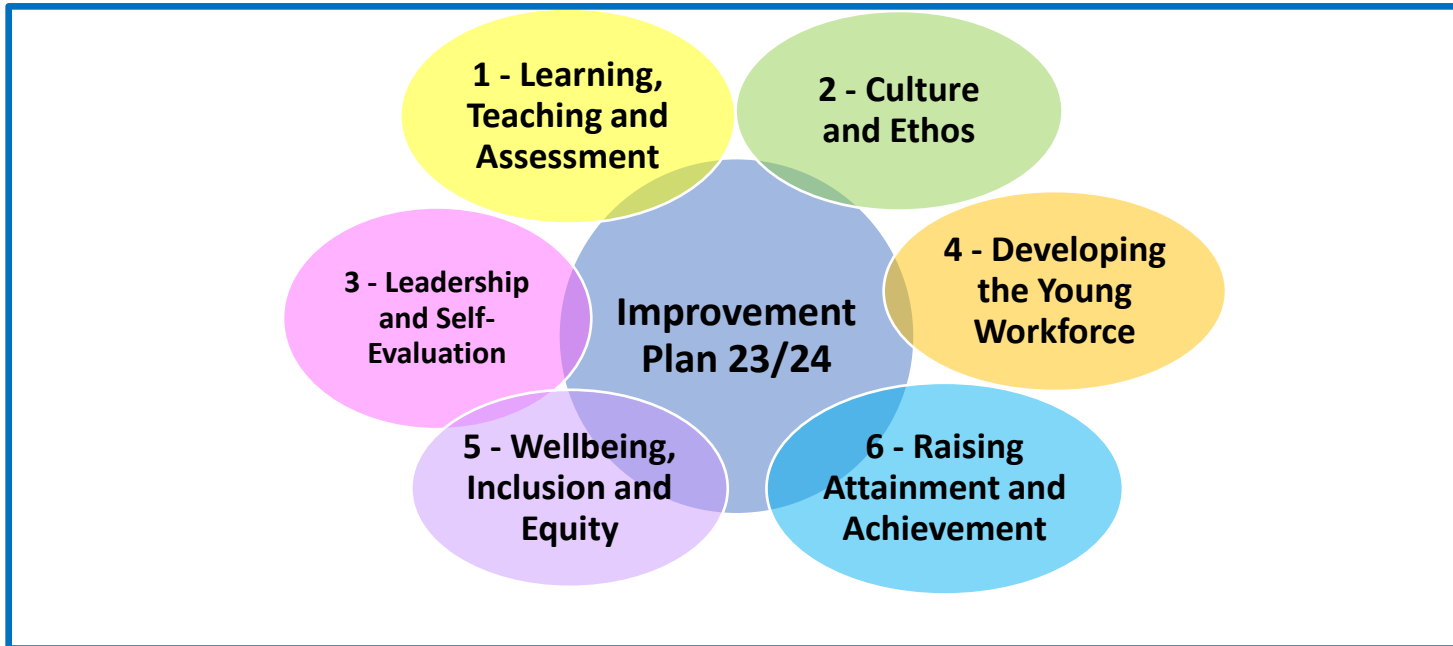 1 - Learning,
Teaching and
Assessment
2 - Culture
and Ethos
3 - Leadership
and Self-
Evaluation
Improvement
Plan 23/24
4 - Developing
the Young
Workforce
5 - Wellbeing,
Inclusion and
Equity
6 - Raising
Attainment and
Achievement